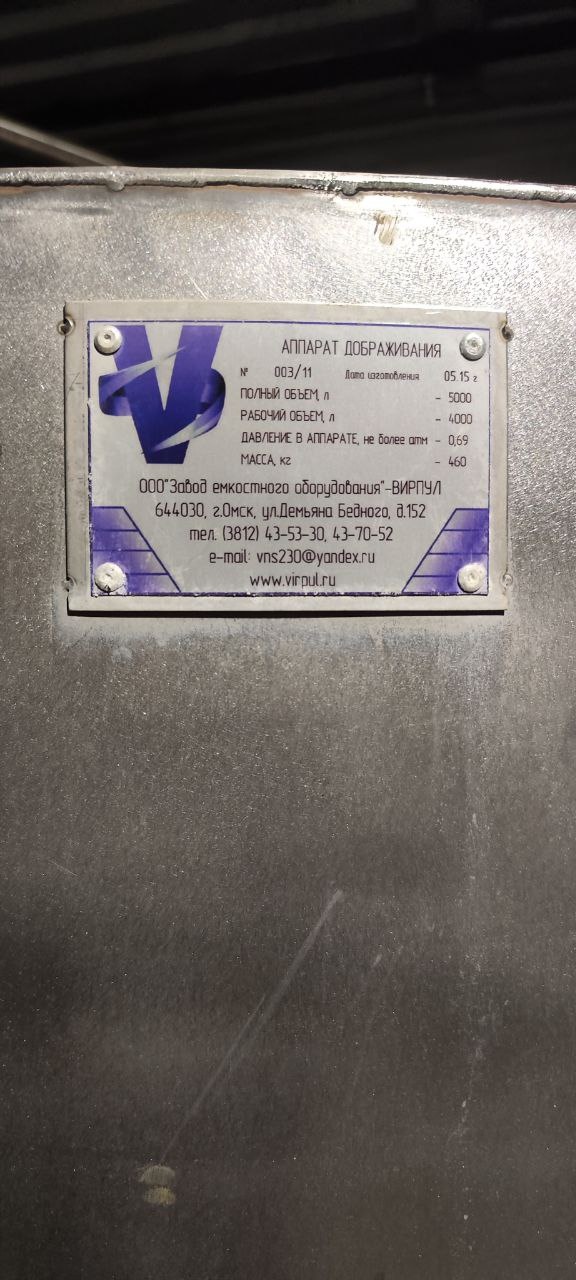 АППАРАТ ДОБРАЖИВАНИЯ
№ 003/11 Дата изготовления 05.15 г
ПОЛНЫЙ ОБЪЕМ, л - 5000
РАБОЧИЙ ОБЪЕМ, л - 4000
ДАВЛЕНИЕ В АППАРАТЕ, не более атм - 0,69
МАССА, кг - 460
ООО"Завод емкостного оборудования"-ВИРПУЛ
644030, г.Омск, ул.Демьяна Бедного, д.152
тел. (3812) 43-53-30, 43-70-52
e-mail: vns230@yandex.ru
www.virpul.ru